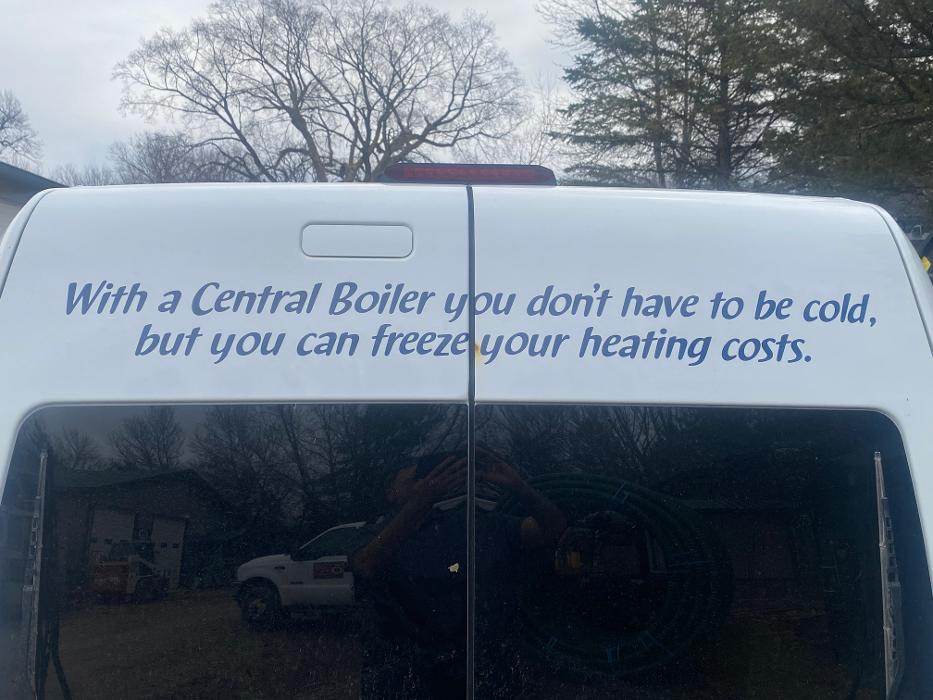 With a Central Boiler you don't have to be cold,
but you can freeze your heating costs.